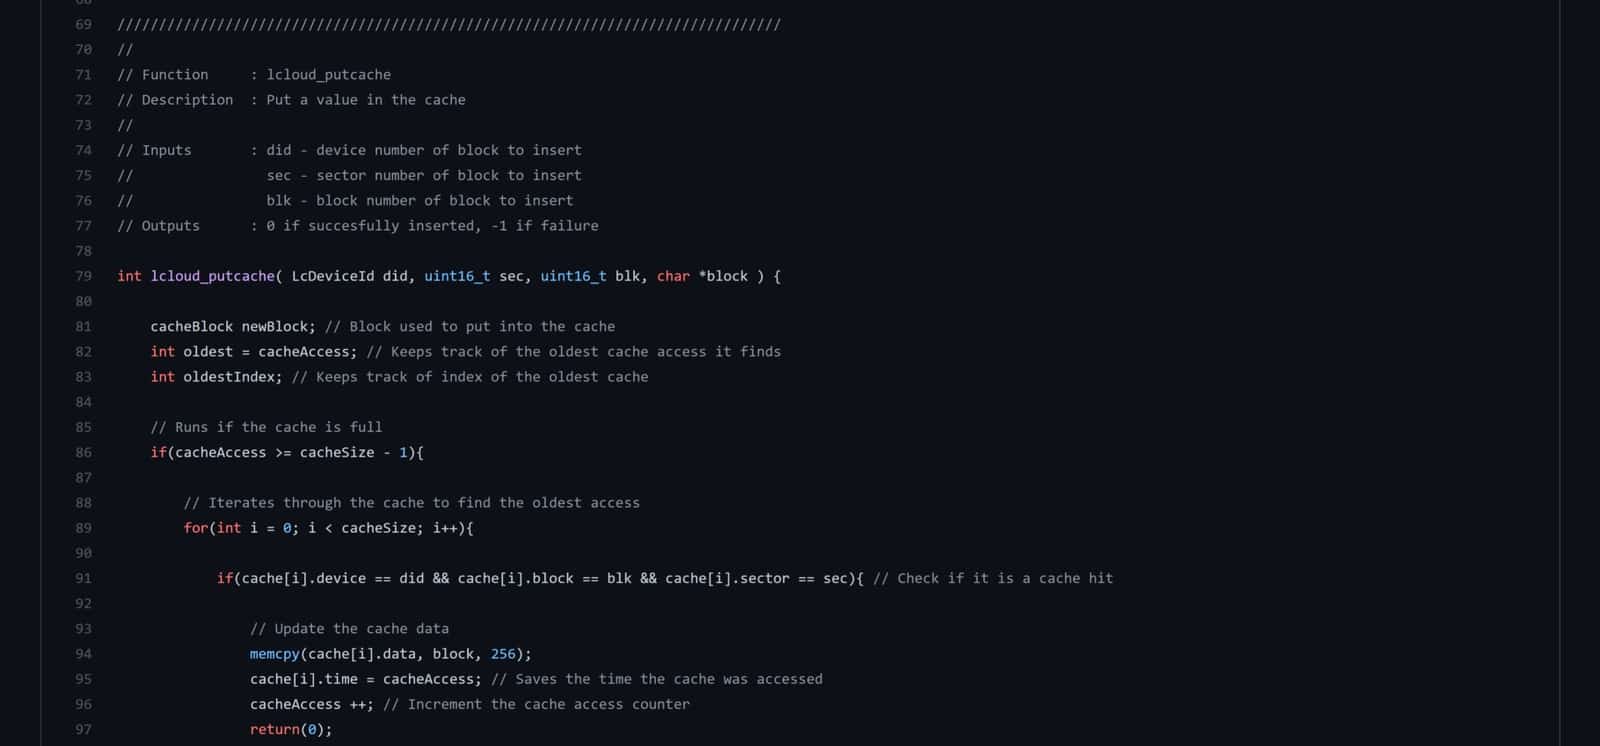 69 ////////////////////////////////////////////////////////////////////////////////
70 //
71 // Function     : lcloud_putcache
72 // Description  : Put a value in the cache
73 //
74 // Inputs       : did - device number of block to insert
75 //                sec - sector number of block to insert
76 //                blk - block number of block to insert
77 // Outputs      : 0 if succesfully inserted, -1 if failure
78
79 int lcloud_putcache( LcDeviceId did, uint16_t sec, uint16_t blk, char *block ) {
80
81     cacheBlock newBlock; // Block used to put into the cache
82     int oldest = cacheAccess; // Keeps track of the oldest cache access it finds
83     int oldestIndex; // Keeps track of index of the oldest cache
84
85     // Runs if the cache is full
86     if(cacheAccess >= cacheSize - 1){
87
88         // Iterates through the cache to find the oldest access
89         for(int i = 0; i < cacheSize; i++){
90
91             if(cache[i].device == did && cache[i].block == blk && cache[i].sector == sec){ // Check if it is a cache hit
92
93                 // Update the cache data
94                 memcpy(cache[i].data, block, 256);
95                 cache[i].time = cacheAccess; // Saves the time the cache was accessed
96                 cacheAccess ++; // Increment the cache access counter
97                 return(0);